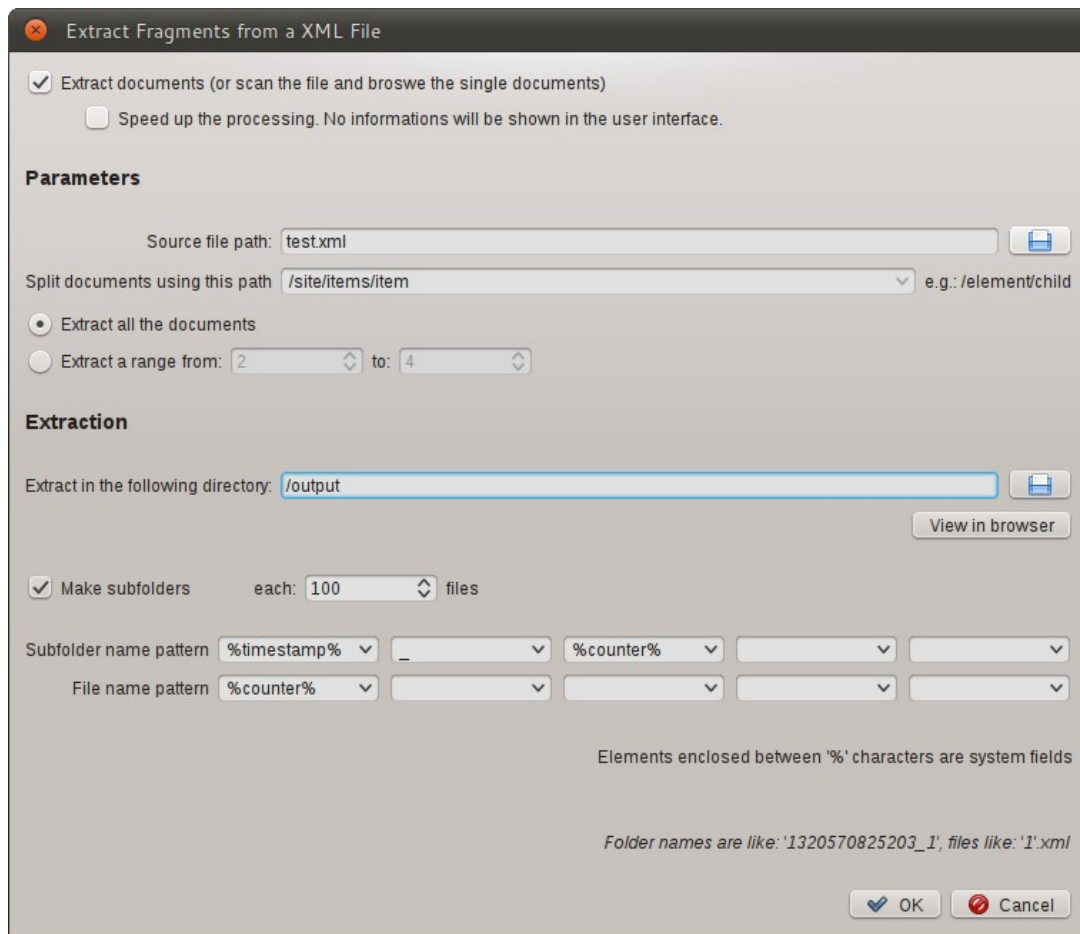 Extract Fragments from a XML File
Extract documents (or scan the file and broswe the single documents)
Speed up the processing. No informations will be shown in the user interface.
Parameters
Source file path: test.xml
Split documents using this path /site/items/item e.g.: /element/child
Extract all the documents
Extract a range from: 2 to: 4
Extraction
Extract in the following directory: /output
View in browser
Make subfolders each: 100 files
Subfolder name pattern %timestamp% _ %counter%
File name pattern %counter%
Elements enclosed between '%' characters are system fields
Folder names are like: '1320570825203_1', files like: '1'.xml
OK Cancel